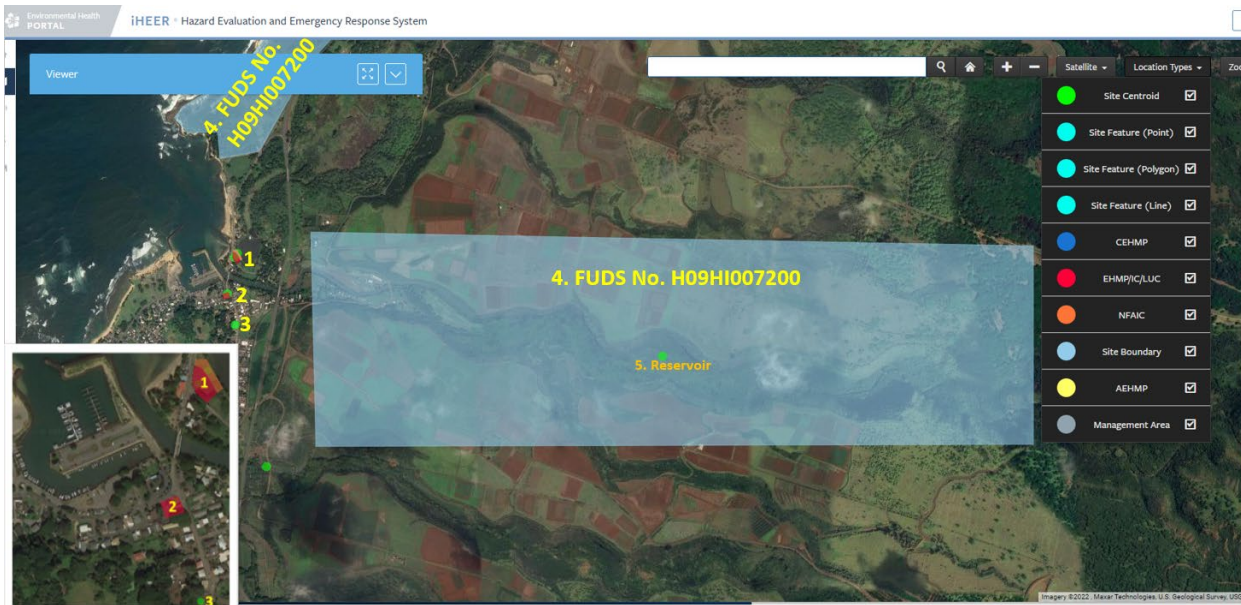 Environmental Health
PORTAL
iHEER
Hazard Evaluation and Emergency Response System
Viewer
4. FUDS No.
H09HI007200
Satellite
Location Types
Site Centroid
Site Feature (Point)
Site Feature (Polygon)
Site Feature (Line)
CEHMP
EHMP/IC/LUC
NFAIC
Site Boundary
AEHMP
Management Area
1
2
3
4. FUDS No. H09HI007200
5. Reservoir
1
2
3
Imagery ©2022, Maxar Technologies, U.S. Geological Survey,